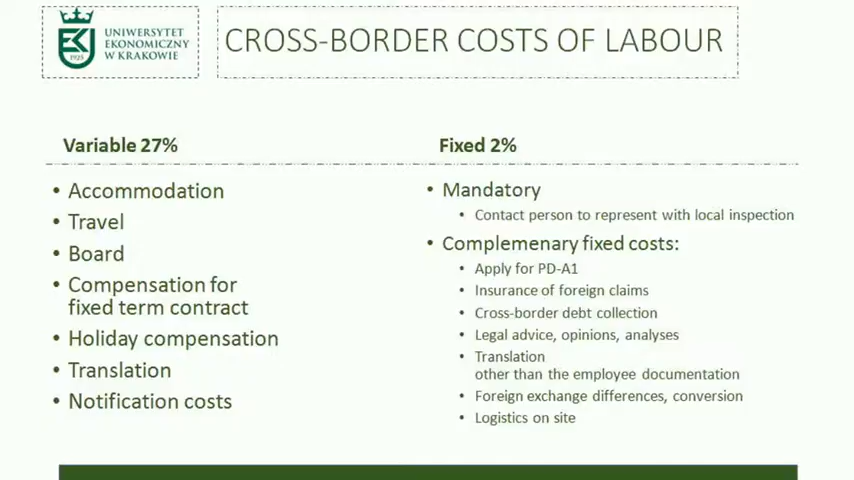 UNIWERSYTET
EKONOMICZNY
W KRAKOWIE
1925
CROSS-BORDER COSTS OF LABOUR
Variable 27%
• Accommodation
• Travel
• Board
• Compensation for
fixed term contract
• Holiday compensation
• Translation
• Notification costs
Fixed 2%
• Mandatory
• Contact person to represent with local inspection
• Complemenary fixed costs:
• Apply for PD-A1
• Insurance of foreign claims
• Cross-border debt collection
• Legal advice, opinions, analyses
• Translation
other than the employee documentation
• Foreign exchange differences, conversion
• Logistics on site